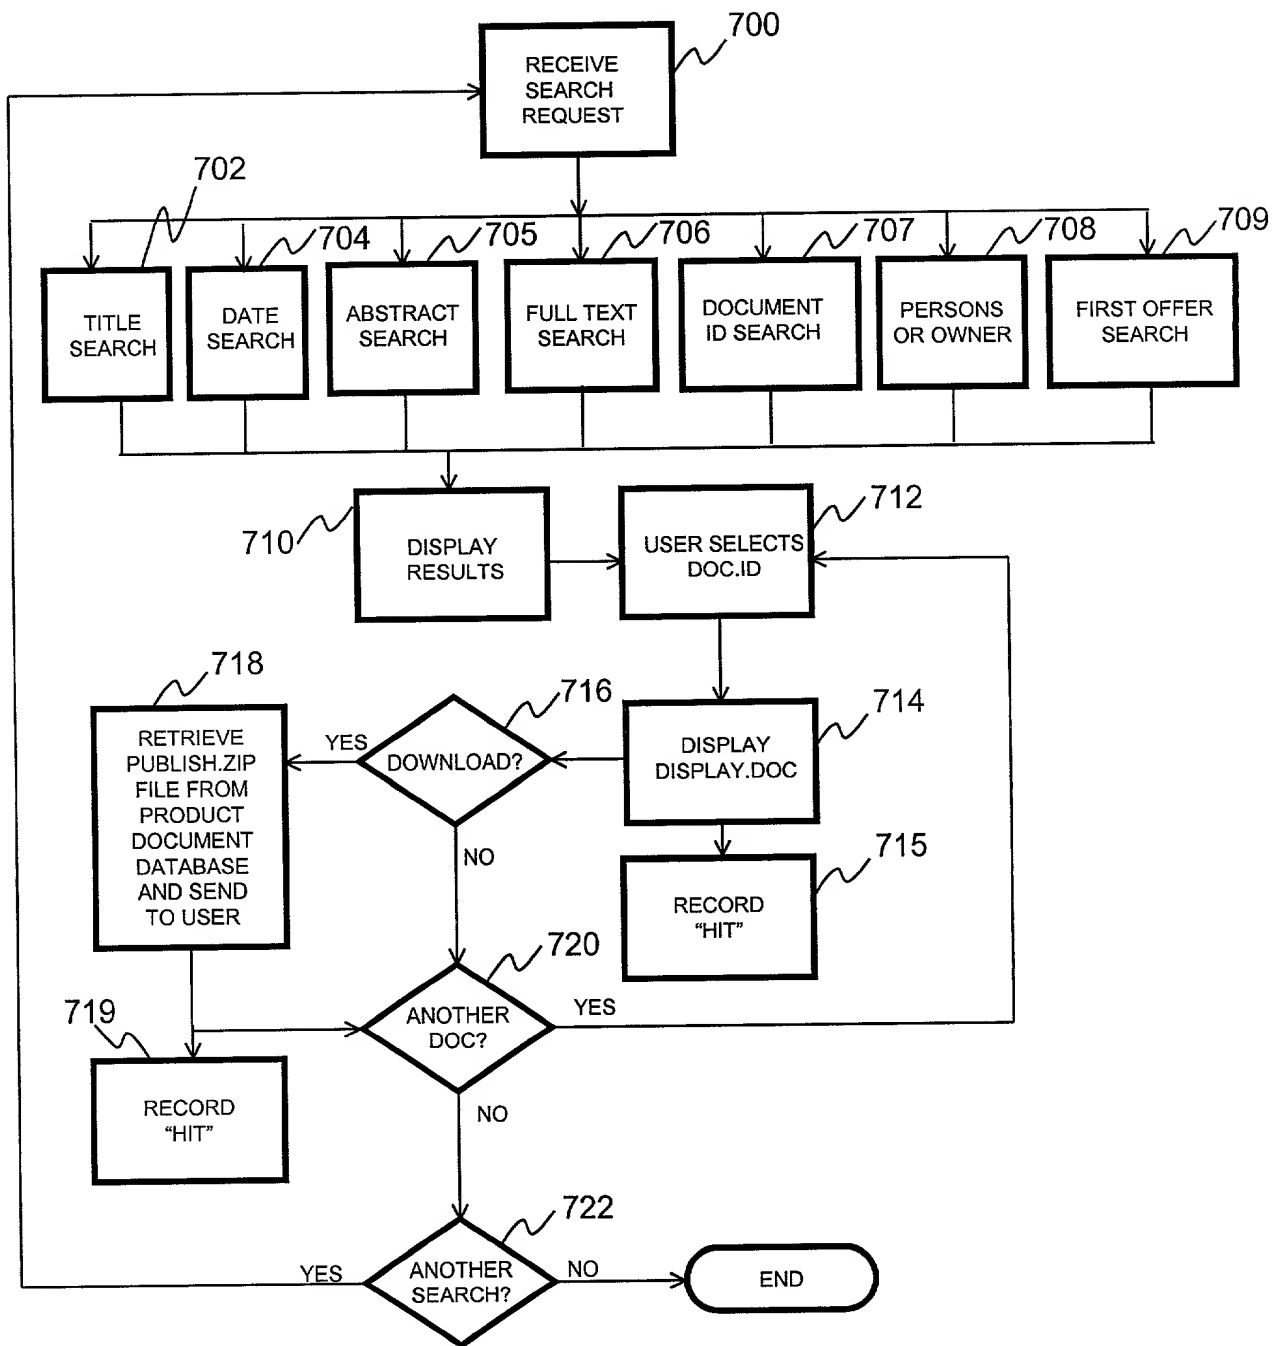 700
RECEIVE
SEARCH
REQUEST
702
704
705
706
707
708
709
TITLE
SEARCH
DATE
SEARCH
ABSTRACT
SEARCH
FULL TEXT
SEARCH
DOCUMENT
ID SEARCH
PERSONS
OR OWNER
FIRST OFFER
SEARCH
710
DISPLAY
RESULTS
712
USER SELECTS
DOC.ID
718
RETRIEVE
PUBLISH.ZIP
FILE FROM
PRODUCT
DOCUMENT
DATABASE
AND SEND
TO USER
YES
716
DOWNLOAD?
NO
714
DISPLAY
DISPLAY.DOC
715
RECORD
“HIT”
719
RECORD
“HIT”
720
ANOTHER
DOC?
YES
NO
722
YES
ANOTHER
SEARCH?
NO
END